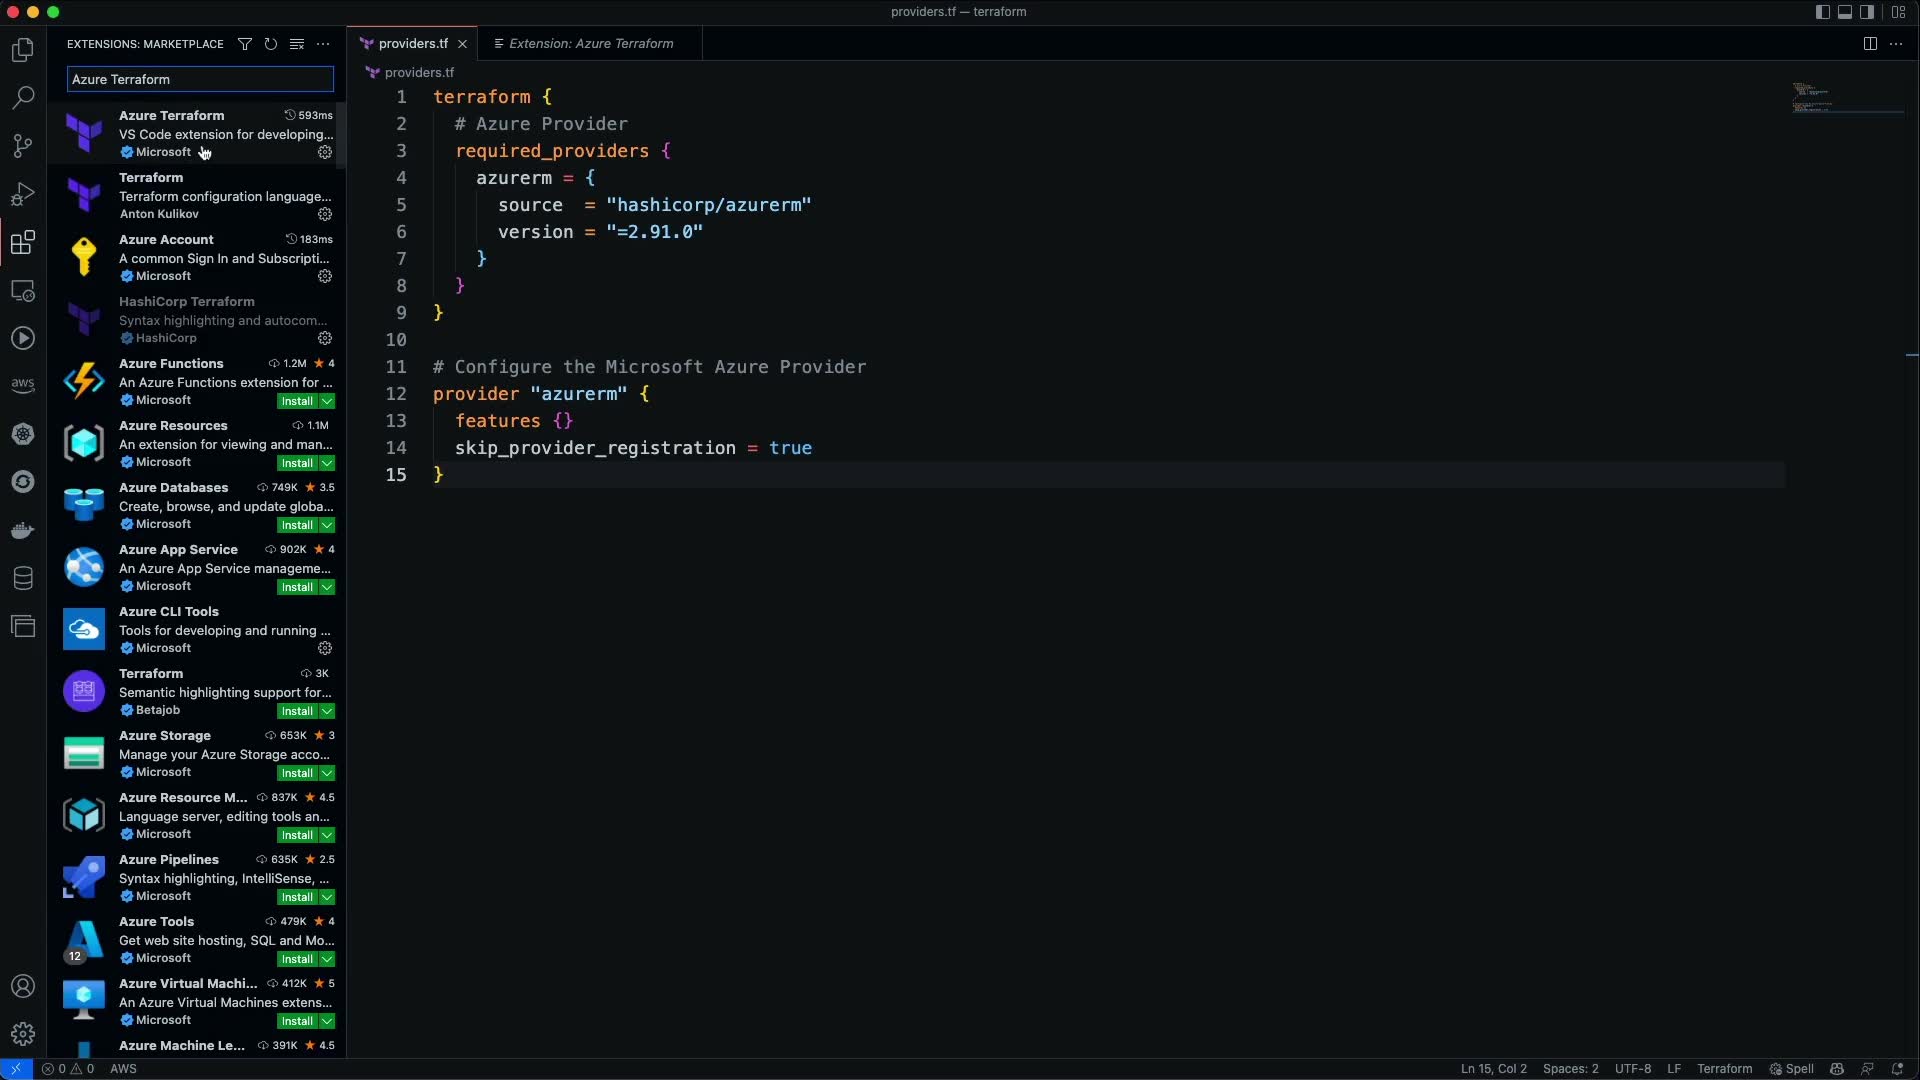 providers.tf — terraform
EXTENSIONS: MARKETPLACE
Azure Terraform
Azure Terraform 593ms
VS Code extension for developing...
Microsoft
Terraform
Terraform configuration language...
Anton Kulikov
Azure Account 183ms
A common Sign In and Subscripti...
Microsoft
HashiCorp Terraform
Syntax highlighting and autocom...
HashiCorp
Azure Functions 1.2M ★ 4
An Azure Functions extension for ...
Microsoft Install
Azure Resources 1.1M
An extension for viewing and man...
Microsoft Install
Azure Databases 749K ★ 3.5
Create, browse, and update globa...
Microsoft Install
Azure App Service 902K ★ 4
An Azure App Service manageme...
Microsoft Install
Azure CLI Tools
Tools for developing and running ...
Microsoft
Terraform 3K
Semantic highlighting support for...
Betajob Install
Azure Storage 653K ★ 3
Manage your Azure Storage acco...
Microsoft Install
Azure Resource M... 837K ★ 4.5
Language server, editing tools an...
Microsoft Install
Azure Pipelines 635K ★ 2.5
Syntax highlighting, IntelliSense, ...
Microsoft Install
Azure Tools 479K ★ 4
Get web site hosting, SQL and Mo...
12 Microsoft Install
Azure Virtual Machi... 412K ★ 5
An Azure Virtual Machines extens...
Microsoft Install
Azure Machine Le... 391K ★ 4.5
aws
providers.tf
Extension: Azure Terraform
providers.tf
1 terraform {
2 # Azure Provider
3 required_providers {
4 azurerm = {
5 source = "hashicorp/azurerm"
6 version = "=2.91.0"
7 }
8 }
9 }
10
11 # Configure the Microsoft Azure Provider
12 provider "azurerm" {
13 features {}
14 skip_provider_registration = true
15 }
0 0 AWS
Ln 15, Col 2 Spaces: 2 UTF-8 LF Terraform Spell